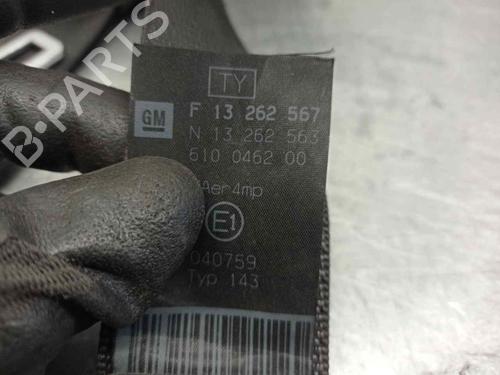 B-PARTS
TY
GM
F 13 262 567
N 13 262 563
610 0462 00
Aer4mp
E1
040759
Typ 143